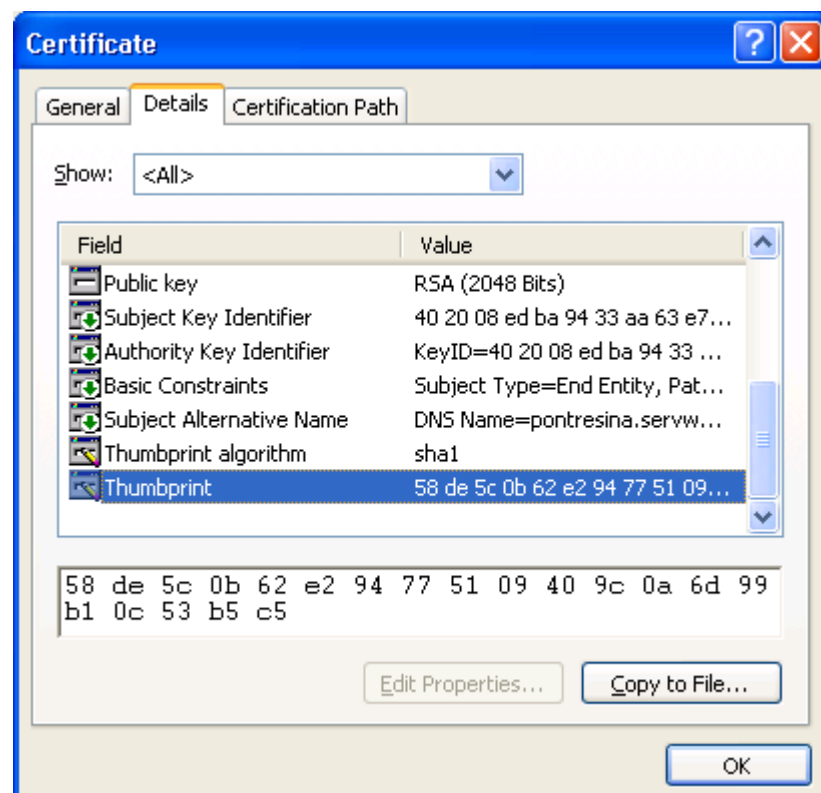 Certificate
General Details Certification Path
Show: <All>
Field Value
Public key RSA (2048 Bits)
Subject Key Identifier 40 20 08 ed ba 94 33 aa 63 e7...
Authority Key Identifier KeyID=40 20 08 ed ba 94 33 ...
Basic Constraints Subject Type=End Entity, Pat...
Subject Alternative Name DNS Name=pontresina.servw...
Thumbprint algorithm sha1
Thumbprint 58 de 5c 0b 62 e2 94 77 51 09...
58 de 5c 0b 62 e2 94 77 51 09 40 9c 0a 6d 99
b1 0c 53 b5 c5
Edit Properties... Copy to File...
OK